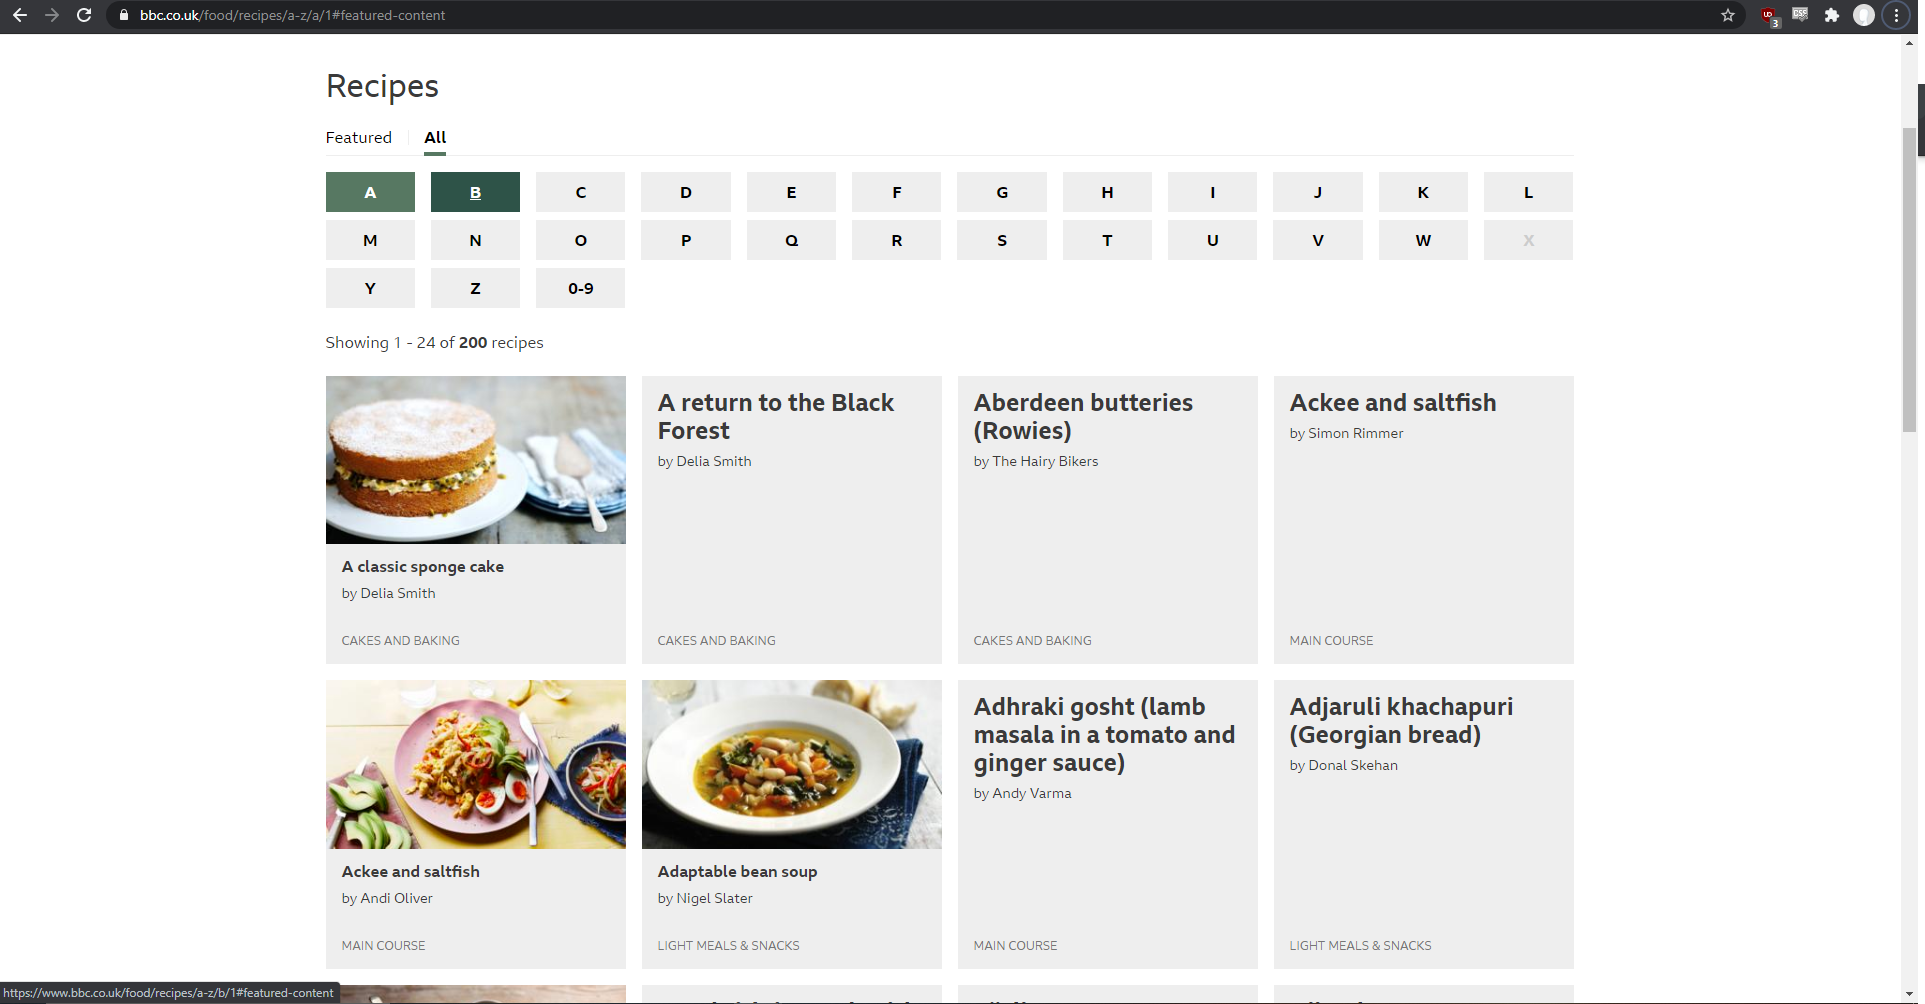 bbc.co.uk/food/recipes/a-z/a/1#featured-content
3
CSS
Recipes
Featured
All
A B C D E F G H I J K L
M N O P Q R S T U V W X
Y Z 0-9
Showing 1 - 24 of 200 recipes
A classic sponge cake
by Delia Smith
CAKES AND BAKING
A return to the Black
Forest
by Delia Smith
CAKES AND BAKING
Aberdeen butteries
(Rowies)
by The Hairy Bikers
CAKES AND BAKING
Ackee and saltfish
by Simon Rimmer
MAIN COURSE
Ackee and saltfish
by Andi Oliver
MAIN COURSE
Adaptable bean soup
by Nigel Slater
LIGHT MEALS & SNACKS
Adhraki gosht (lamb
masala in a tomato and
ginger sauce)
by Andy Varma
MAIN COURSE
Adjaruli khachapuri
(Georgian bread)
by Donal Skehan
LIGHT MEALS & SNACKS
https://www.bbc.co.uk/food/recipes/a-z/b/1#featured-content